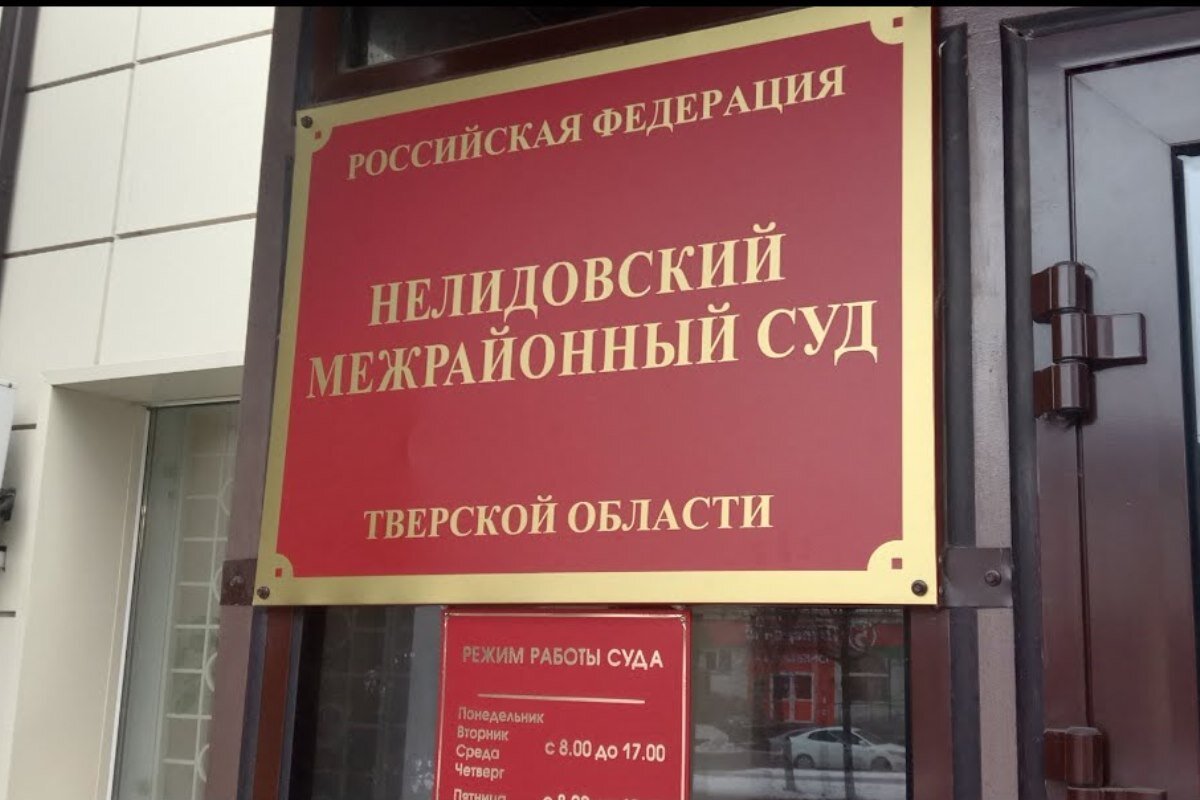 РОССИЙСКАЯ ФЕДЕРАЦИЯ
НЕЛИДОВСКИЙ
МЕЖРАЙОННЫЙ СУД
ТВЕРСКОЙ ОБЛАСТИ
РЕЖИМ РАБОТЫ СУДА
Понедельник
Вторник
Среда
Четверг
с 8.00 до 17.00
Пятница